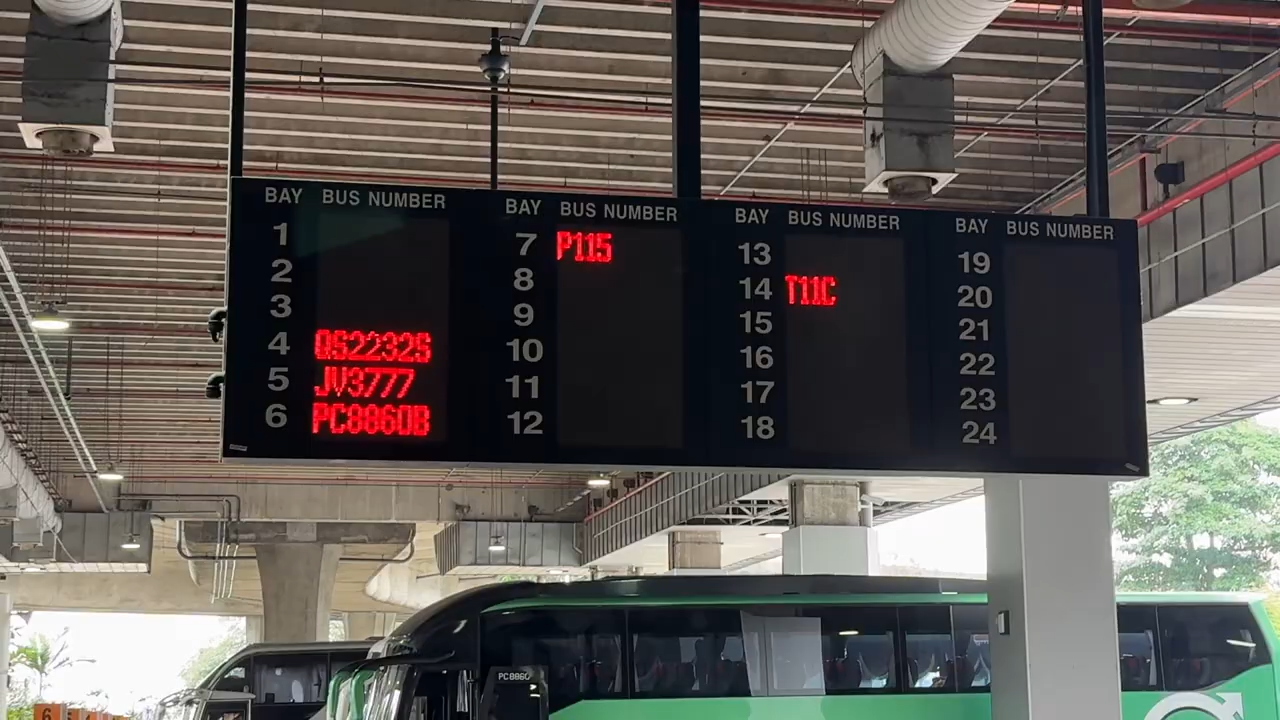 BAY BUS NUMBER
1
2
3
4 QS2232S
5 JV3777
6 PC8860B
BAY BUS NUMBER
7 P115
8
9
10
11
12
BAY BUS NUMBER
13
14 T11C
15
16
17
18
BAY BUS NUMBER
19
20
21
22
23
24
PC8860
6